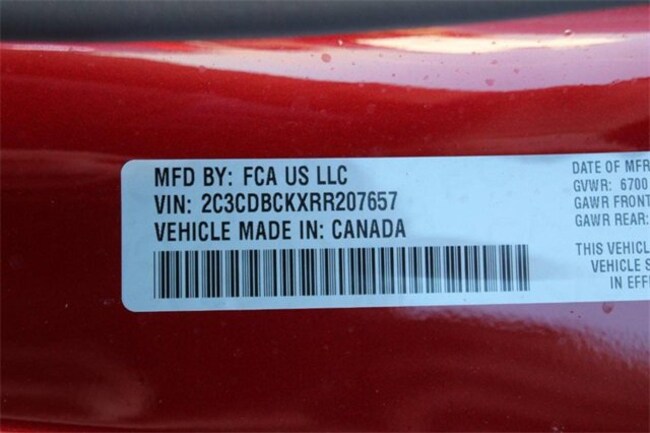 MFD BY: FCA US LLC
VIN: 2C3CDBCKXRR207657
VEHICLE MADE IN: CANADA
DATE OF MFR
GVWR: 6700
GAWR FRONT
GAWR REAR:
THIS VEHICL
VEHICLE S
IN EFF